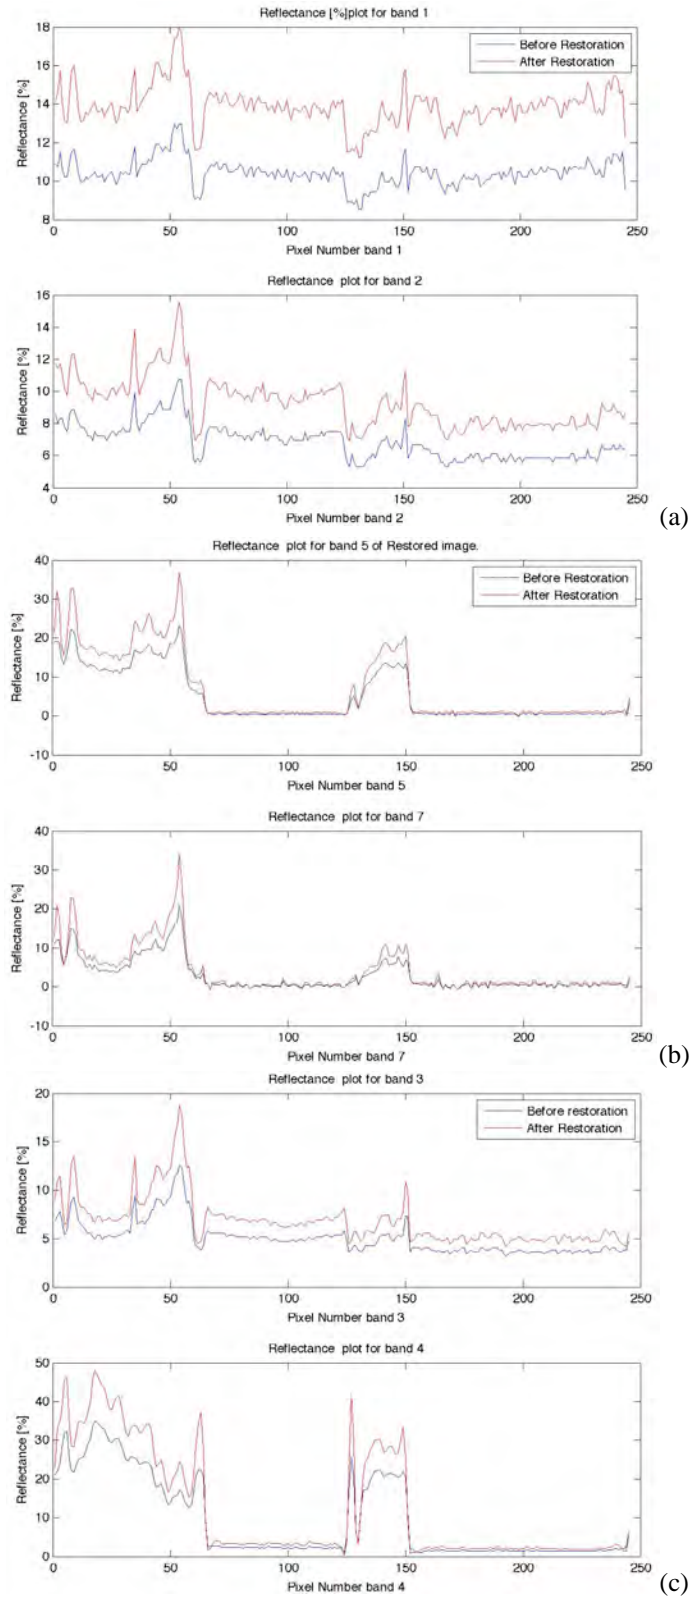 Reflectance [%]plot for band 1
18
16
14
12
10
8
Reflectance [%]
Before Restoration
After Restoration
0 50 100 150 200 250
Pixel Number band 1
Reflectance plot for band 2
16
14
12
10
8
6
4
Reflectance [%]
0 50 100 150 200 250
Pixel Number band 2
(a)
Reflectance plot for band 5 of Restored image.
40
30
20
10
0
-10
Reflectance [%]
Before Restoration
After Restoration
0 50 100 150 200 250
Pixel Number band 5
Reflectance plot for band 7
40
30
20
10
0
-10
Reflectance [%]
0 50 100 150 200 250
Pixel Number band 7
(b)
Reflectance plot for band 3
20
15
10
5
0
Reflectance [%]
Before restoration
After Restoration
0 50 100 150 200 250
Pixel Number band 3
Reflectance plot for band 4
50
40
30
20
10
0
Reflectance [%]
0 50 100 150 200 250
Pixel Number band 4
(c)